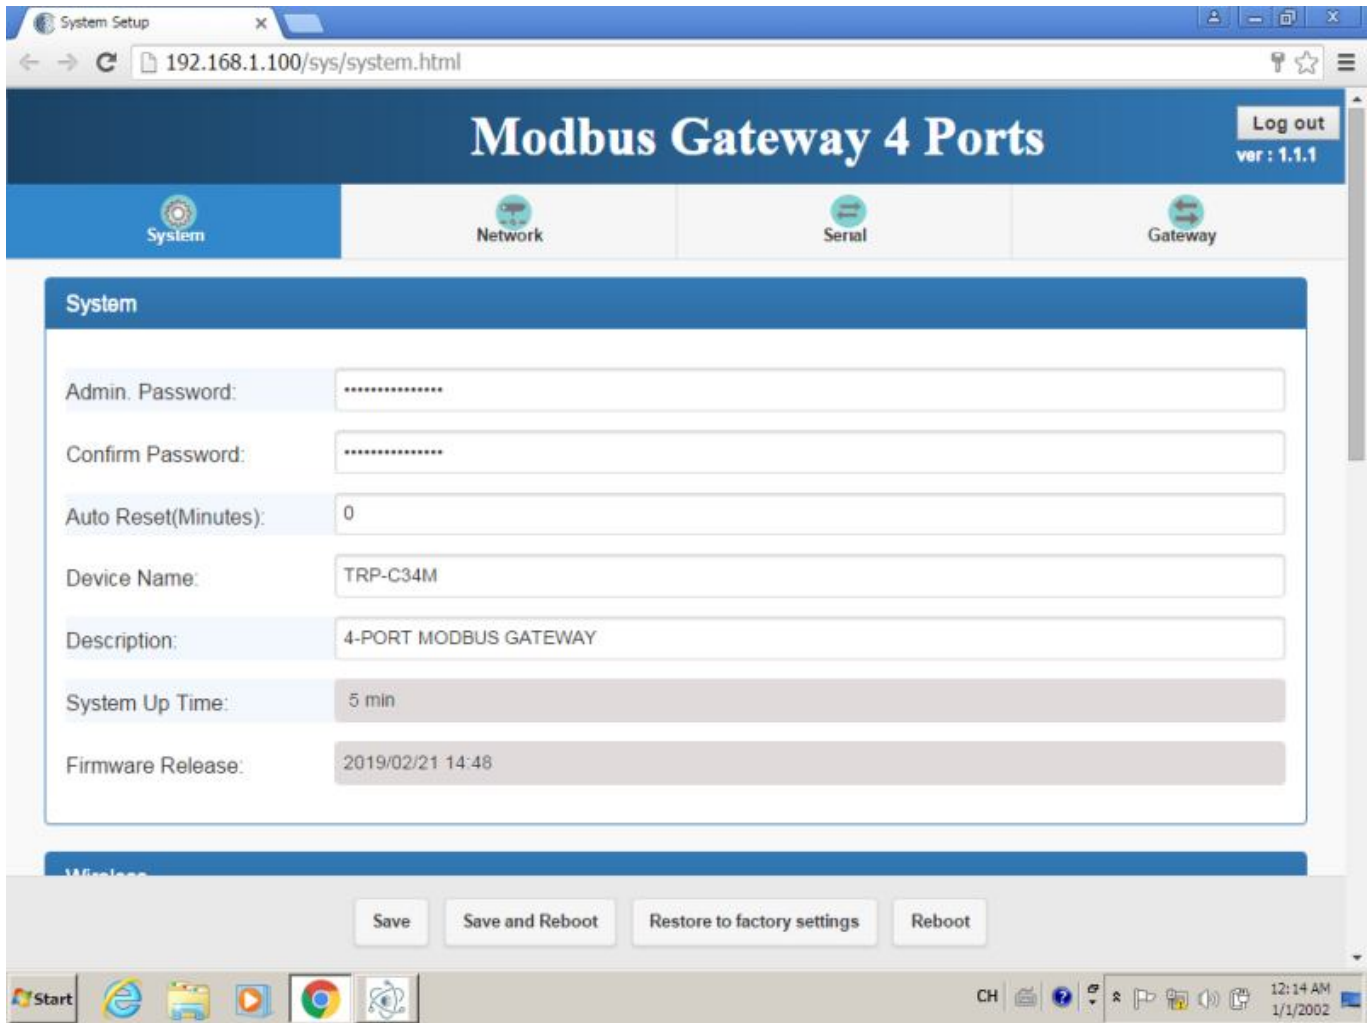 System Setup
192.168.1.100/sys/system.html
Modbus Gateway 4 Ports
Log out
ver : 1.1.1
System
Network
Serial
Gateway
System
Admin. Password:
•••••••••••••••
Confirm Password:
•••••••••••••••
Auto Reset(Minutes):
0
Device Name:
TRP-C34M
Description:
4-PORT MODBUS GATEWAY
System Up Time:
5 min
Firmware Release:
2019/02/21 14:48
Wireless
Save
Save and Reboot
Restore to factory settings
Reboot
Start
CH
12:14 AM
1/1/2002